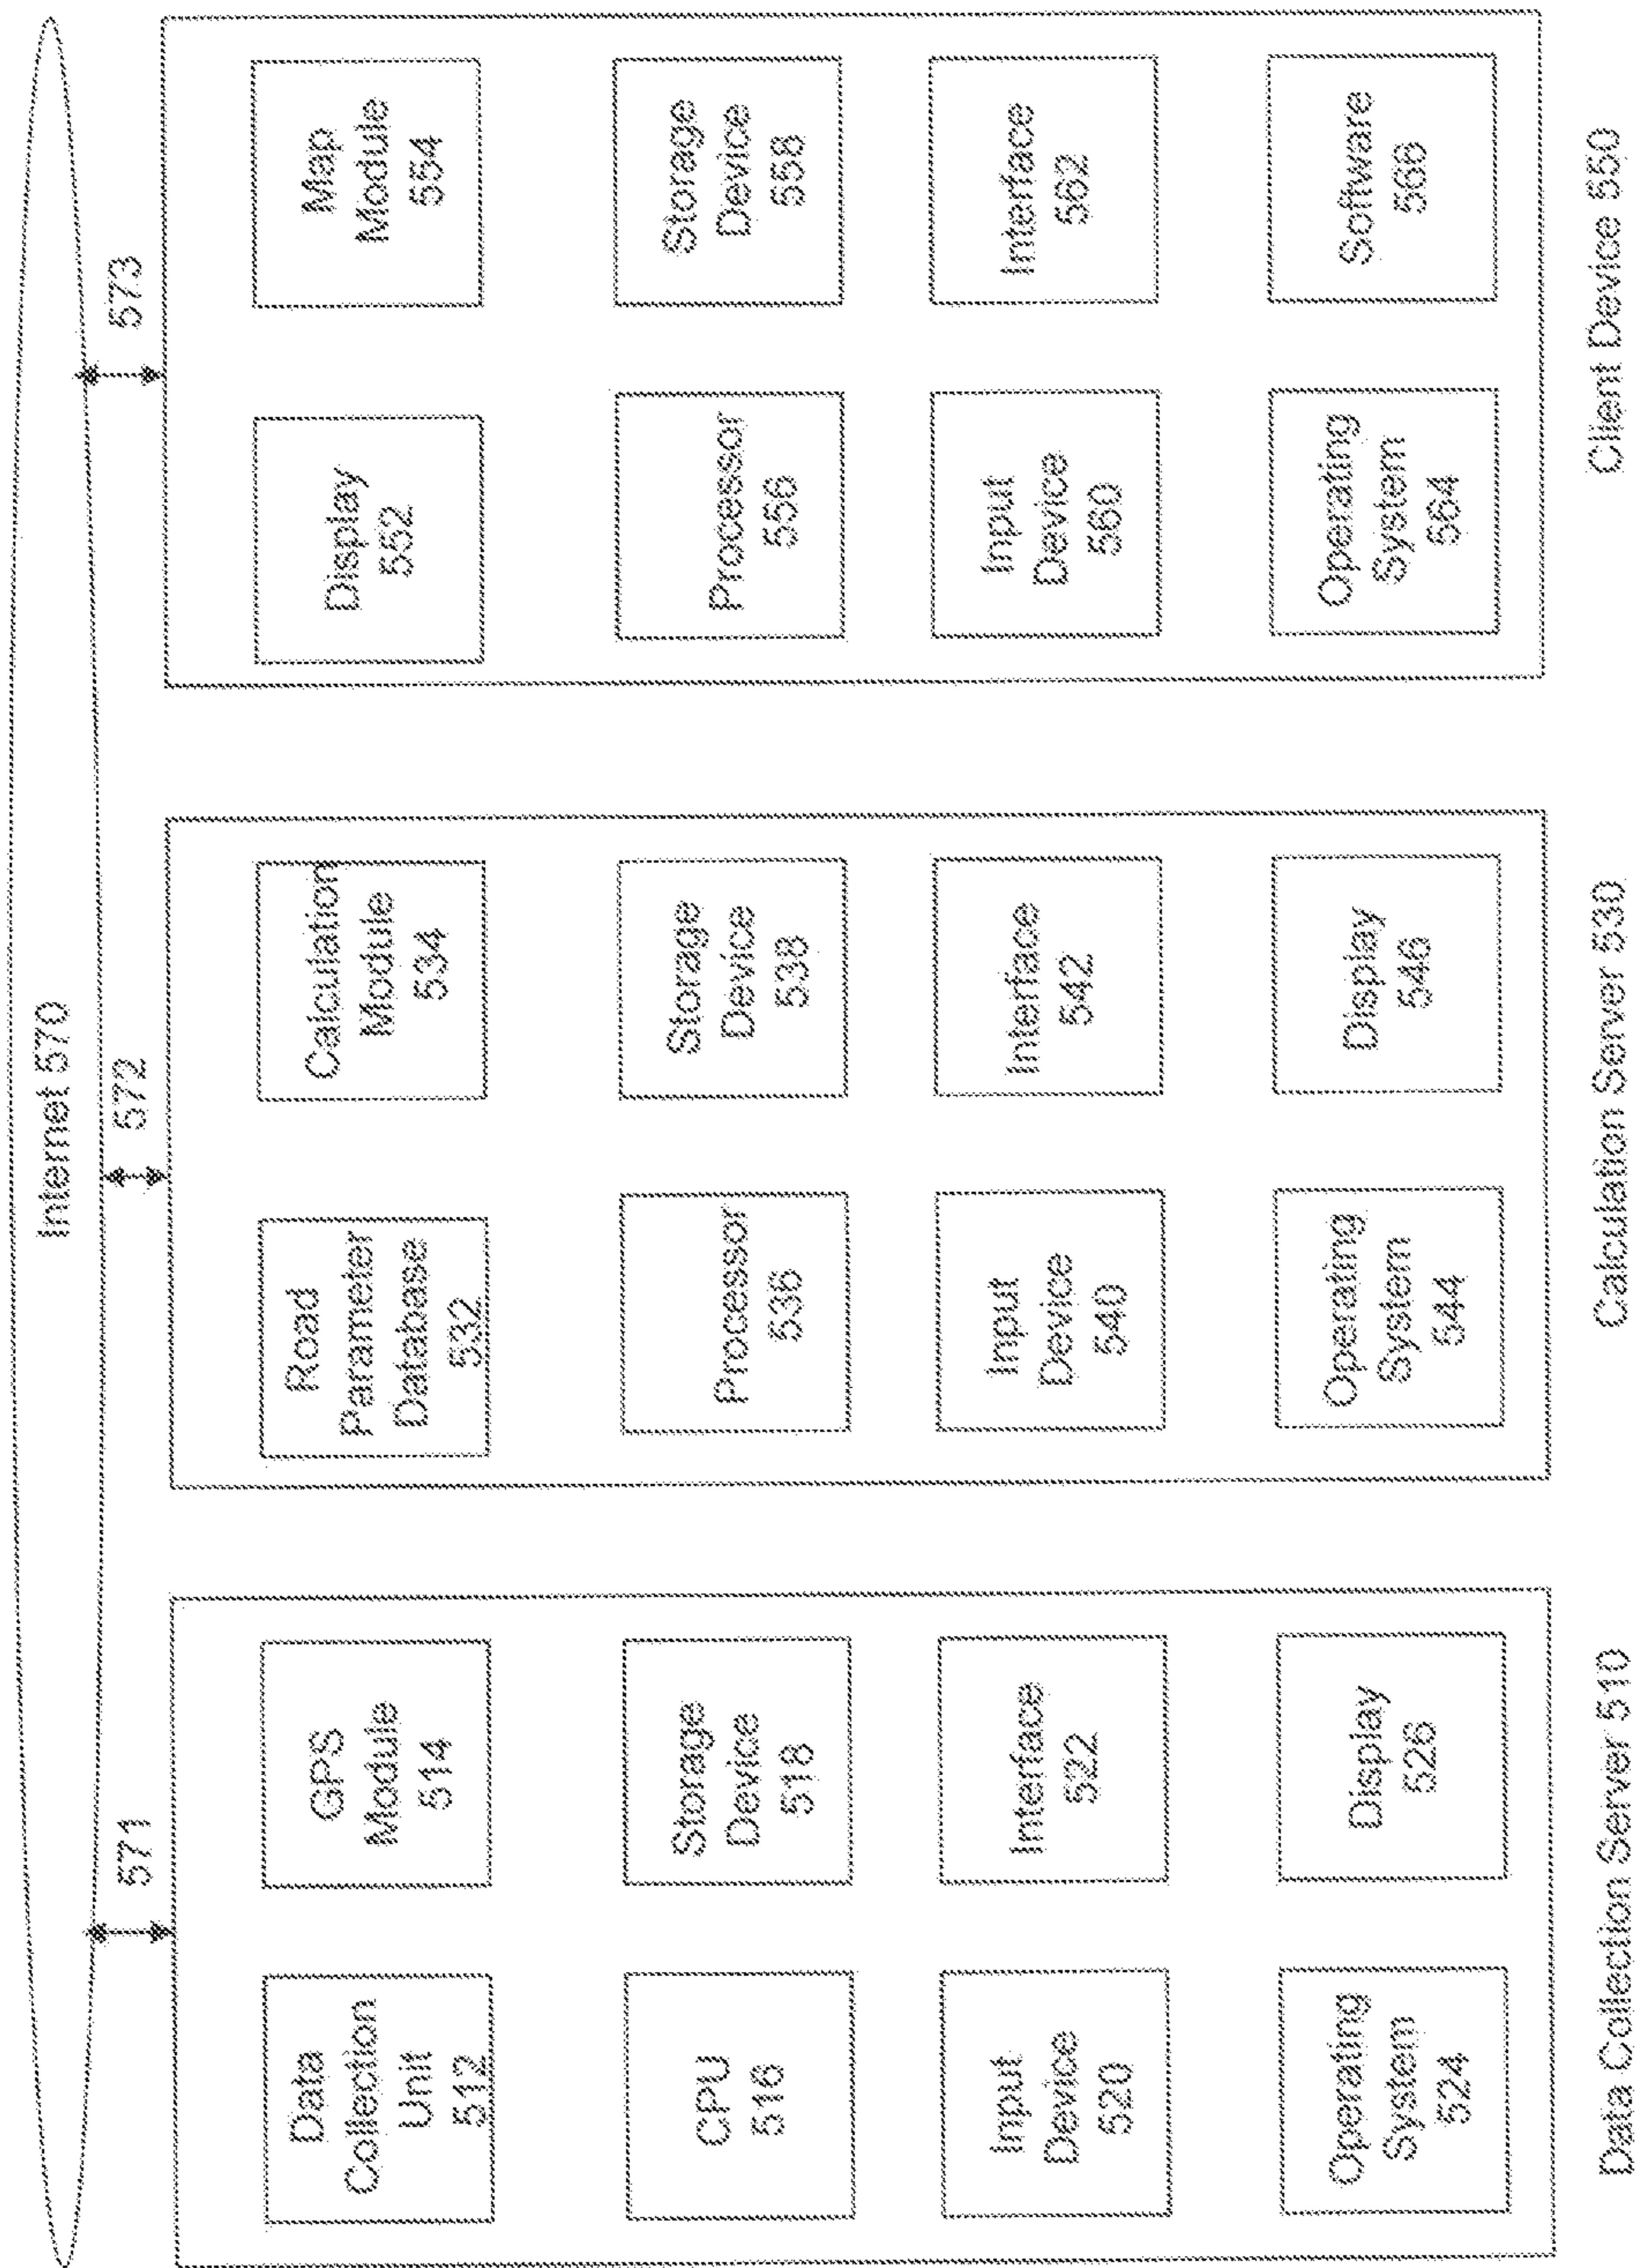 Internet 570
571
572
573
Data
Collection
Unit
512
GPS
Module
514
CPU
516
Storage
Device
518
Input
Device
520
Interface
522
Operating
System
524
Display
526
Data Collection Server 510
Road
Parameter
Database
532
Calculation
Module
534
Processor
536
Storage
Device
538
Input
Device
540
Interface
542
Operating
System
544
Display
546
Calculation Server 530
Display
552
Map
Module
554
Processor
556
Storage
Device
558
Input
Device
560
Interface
562
Operating
System
564
Software
566
Client Device 550